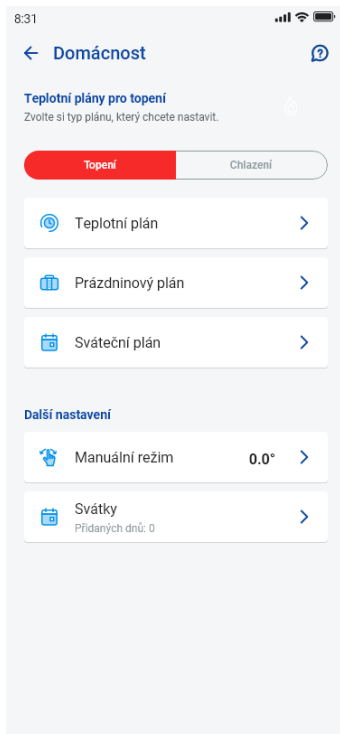 8:31
Domácnost
Teplotní plány pro topení
Zvolte si typ plánu, který chcete nastavit.
Topení
Chlazení
Teplotní plán
Prázdninový plán
Sváteční plán
Další nastavení
Manuální režim
0.0°
Svátky
Přidaných dnů: 0